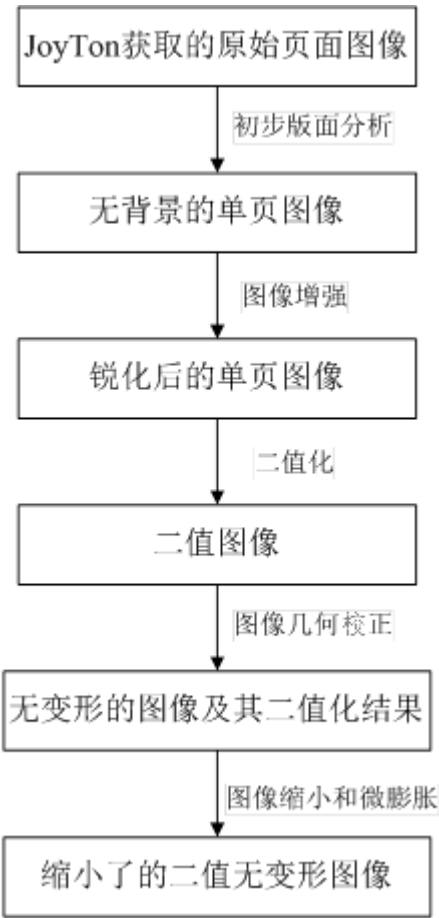 JoyTon获取的原始页面图像
初步版面分析
无背景的单页图像
图像增强
锐化后的单页图像
二值化
二值图像
图像几何校正
无变形的图像及其二值化结果
图像缩小和微膨胀
缩小了的二值无变形图像